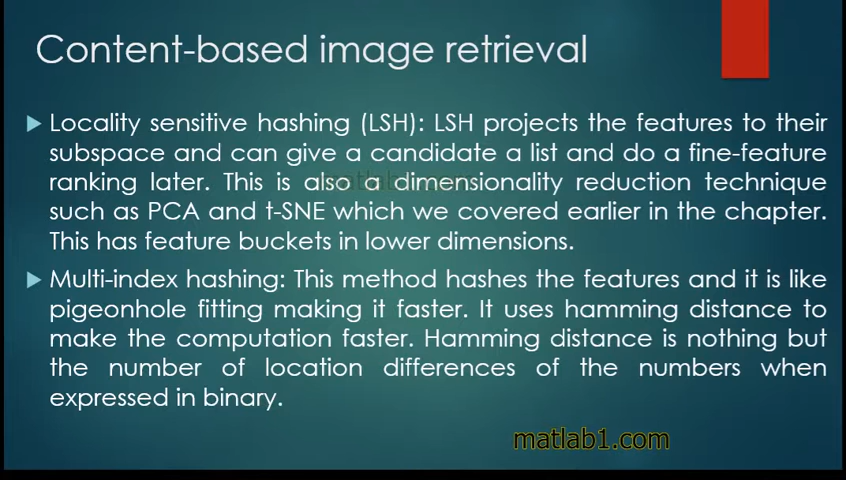 Content-based image retrieval
Locality sensitive hashing (LSH): LSH projects the features to their
subspace and can give a candidate a list and do a fine-feature
ranking later. This is also a dimensionality reduction technique
such as PCA and t-SNE which we covered earlier in the chapter.
This has feature buckets in lower dimensions.
Multi-index hashing: This method hashes the features and it is like
pigeonhole fitting making it faster. It uses hamming distance to
make the computation faster. Hamming distance is nothing but
the number of location differences of the numbers when
expressed in binary.
matlab1.com